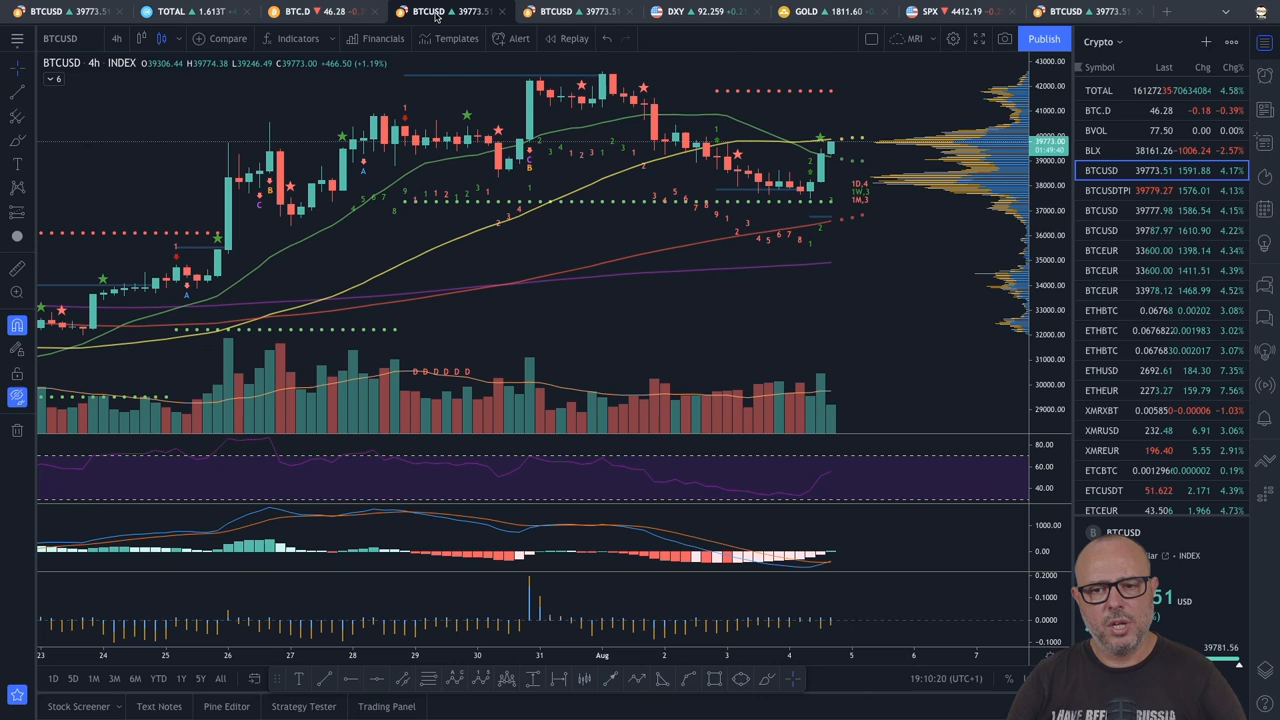 BTCUSD ▲ 39773.51
TOTAL ▲ 1.613T
BTC.D ▼ 46.28
BTCUSD ▲ 39773.51
BTCUSD ▲ 39773.51
DXY ▲ 92.259
GOLD ▲ 1811.60
SPX ▼ 4412.19
BTCUSD ▲ 39773.51
BTCUSD 4h Compare Indicators Financials Templates Alert Replay MRI Publish
BTCUSD · 4h · INDEX O39306.44 H39774.38 L39246.49 C39773.00 +466.50 (+1.19%)
6
43000.00
42000.00
41000.00
40000.00
39773.00
01:49:40
39000.00
38000.00
37000.00
36000.00
35000.00
34000.00
33000.00
32000.00
31000.00
30000.00
29000.00
1D,4
1W,3
1M,3
D D D D D D
80.00
60.00
40.00
1000.00
0.00
0.2000
0.1000
0.0000
-0.1000
23 24 25 26 27 28 29 30 31 Aug 2 3 4 5 6 7
1D 5D 1M 3M 6M YTD 1Y 5Y All
19:10:20 (UTC+1) %
Stock Screener Text Notes Pine Editor Strategy Tester Trading Panel
Crypto
Symbol Last Chg Chg%
TOTAL 4.58%
BTC.D 46.28 -0.18 -0.39%
BVOL 77.50 0.00 0.00%
BLX 38161.26 -1006.24 -2.57%
BTCUSD 39773.51 1591.88 4.17%
BTCUSDTPI 39779.27 1576.01 4.13%
BTCUSD 39777.98 1586.54 4.15%
BTCUSD 39787.97 1610.90 4.22%
BTCEUR 33600.00 1398.14 4.34%
BTCEUR 33600.00 1411.51 4.39%
BTCEUR 33978.12 1468.99 4.52%
ETHBTC 0.06768 0.00202 3.08%
ETHBTC 0.067682 0.001983 3.02%
ETHBTC 0.067683 0.002017 3.07%
ETHUSD 2692.61 184.30 7.35%
ETHEUR 2273.27 159.79 7.56%
XMRXBT 0.00585 -0.00006 -1.03%
XMRUSD 232.48 6.91 3.06%
XMREUR 196.40 5.55 2.91%
ETCBTC 0.001296 0.000002 0.19%
ETCUSDT 51.622 2.171 4.39%
ETCEUR 43.506 1.966 4.73%
BTCUSD
INDEX
51 USD
39781.56
I HAVE BEEN
RUSSIA